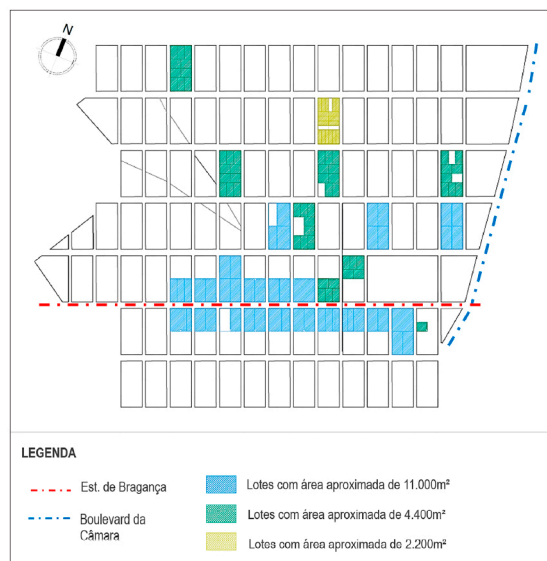 N
LEGENDA
Est. de Bragança
Boulevard da
Câmara
Lotes com área aproximada de 11.000m²
Lotes com área aproximada de 4.400m²
Lotes com área aproximada de 2.200m²